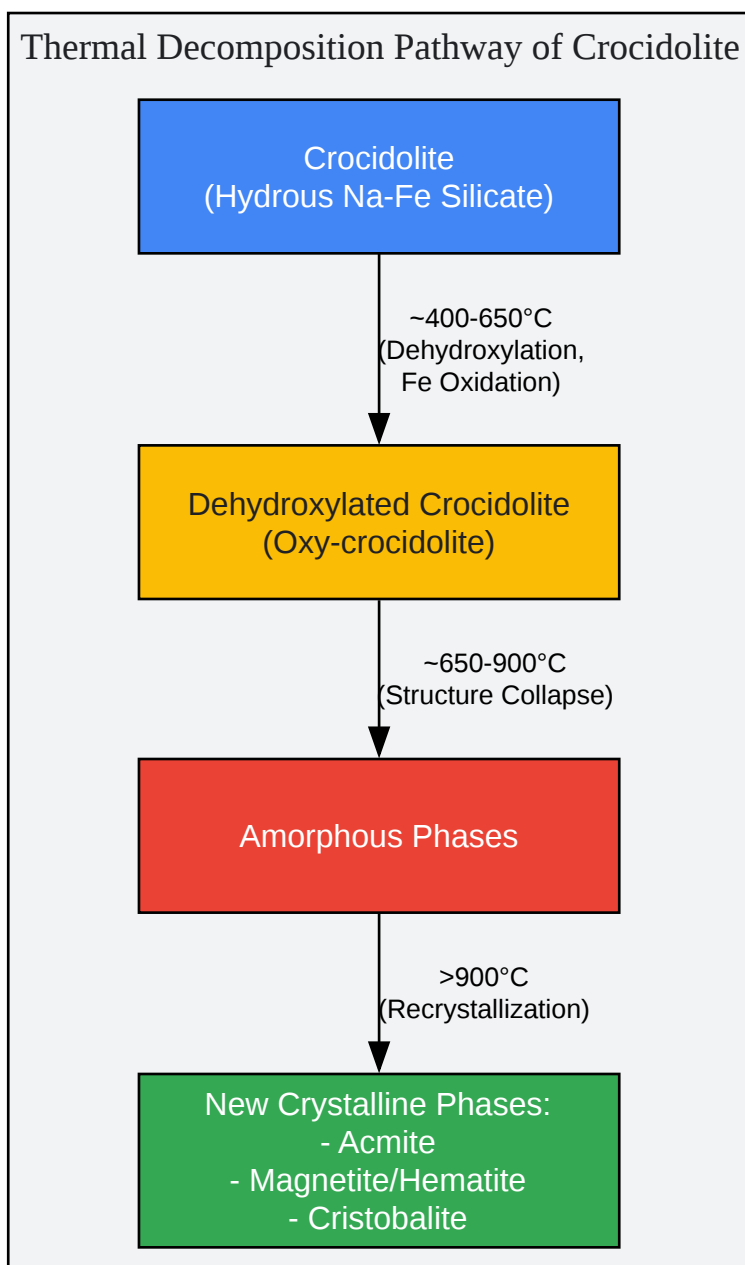 Thermal Decomposition Pathway of Crocidolite
Crocidolite
(Hydrous Na-Fe Silicate)
~400-650°C
(Dehydroxylation,
Fe Oxidation)
Dehydroxylated Crocidolite
(Oxy-crocidolite)
~650-900°C
(Structure Collapse)
Amorphous Phases
>900°C
(Recrystallization)
New Crystalline Phases:
- Acmite
- Magnetite/Hematite
- Cristobalite